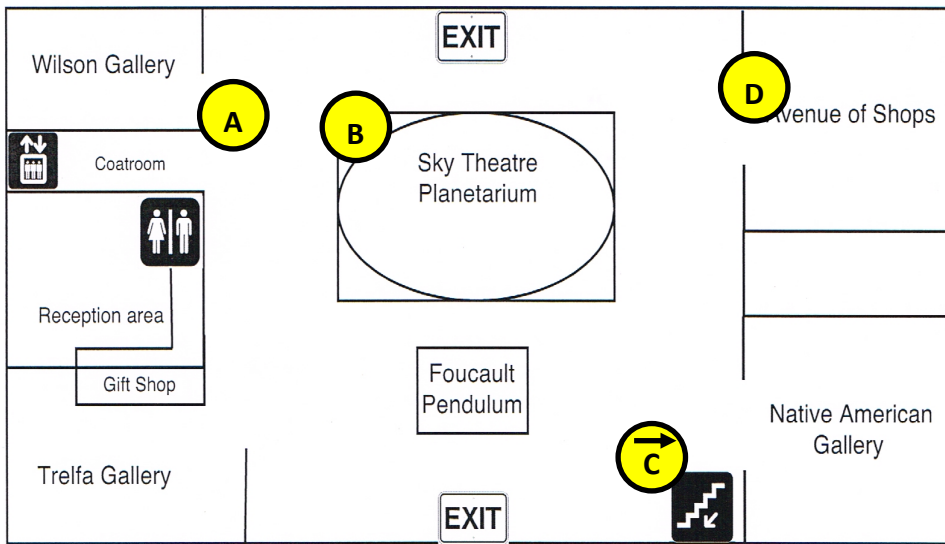 EXIT
Wilson Gallery
A
B
D
venue of Shops
Coatroom
Sky Theatre
Planetarium
Reception area
Gift Shop
Foucault
Pendulum
Native American
Gallery
C
Trelfa Gallery
EXIT